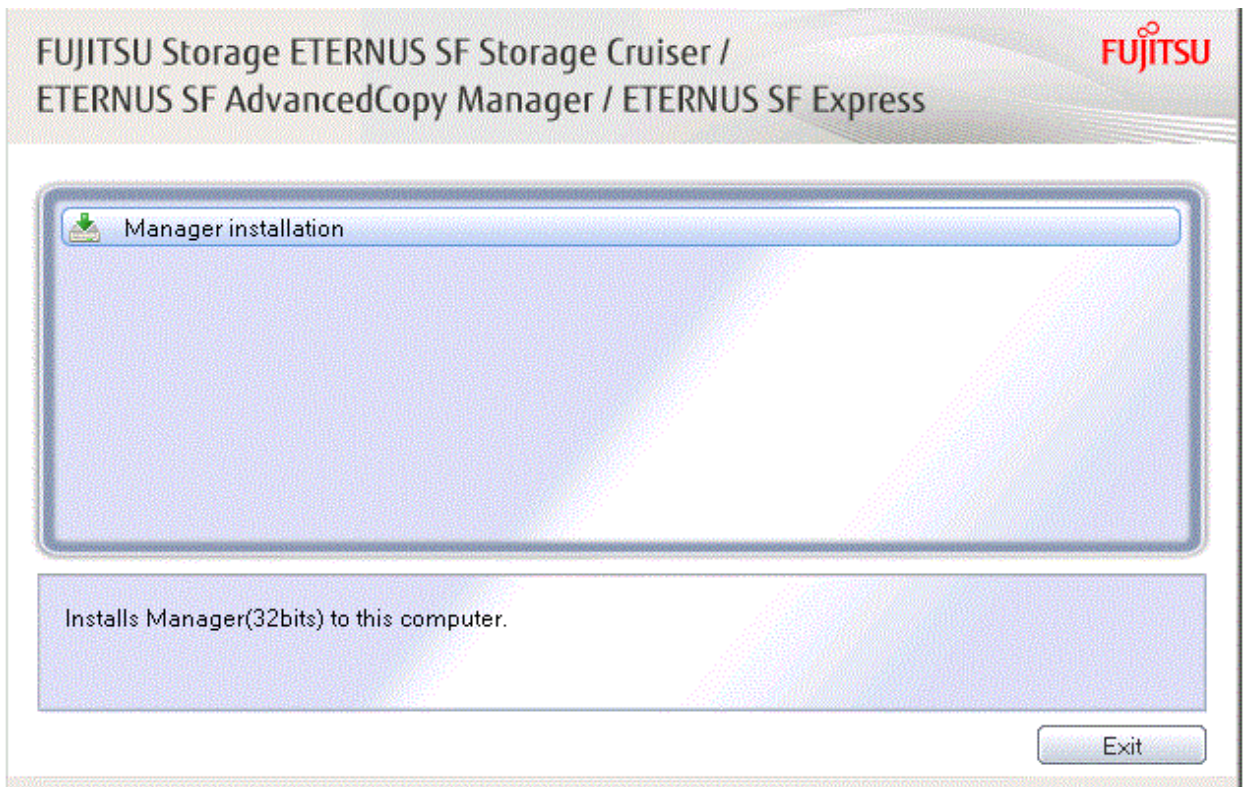 FUJITSU Storage ETERNUS SF Storage Cruiser /
ETERNUS SF AdvancedCopy Manager / ETERNUS SF Express
FUJITSU
Manager installation
Installs Manager(32bits) to this computer.
Exit